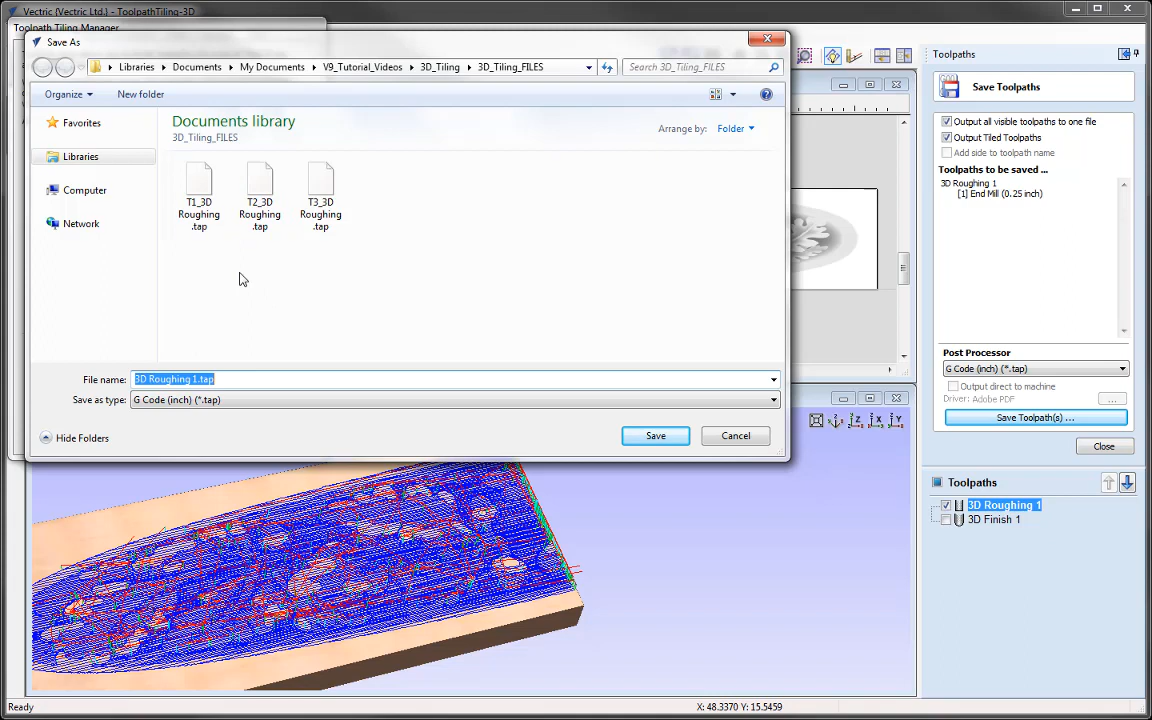 Vectric {Vectric Ltd.} - ToolpathTiling-3D
Toolpath Tiling Manager
Save As
Libraries
Documents
My Documents
V9_Tutorial_Videos
3D_Tiling
3D_Tiling_FILES
Search 3D_Tiling_FILES
Organize
New folder
Favorites
Libraries
Computer
Network
Documents library
3D_Tiling_FILES
Arrange by: Folder
T1_3D
Roughing
.tap
T2_3D
Roughing
.tap
T3_3D
Roughing
.tap
File name: 3D Roughing 1.tap
Save as type: G Code (inch) (*.tap)
Hide Folders
Save
Cancel
Toolpaths
Save Toolpaths
Output all visible toolpaths to one file
Output Tiled Toolpaths
Add side to toolpath name
Toolpaths to be saved ...
3D Roughing 1
[1] End Mill (0.25 inch)
Post Processor
G Code (inch) (*.tap)
Output direct to machine
Driver: Adobe PDF
...
Save Toolpath(s) ...
Close
Toolpaths
3D Roughing 1
3D Finish 1
Z X Y
Ready
X: 48.3370 Y: 15.5459